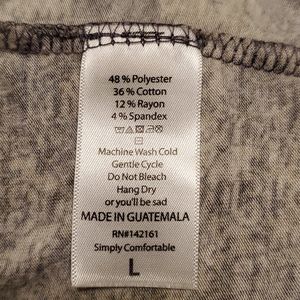 48 % Polyester
36 % Cotton
12 % Rayon
4 % Spandex
Machine Wash Cold
Gentle Cycle
Do Not Bleach
Hang Dry
or you'll be sad
MADE IN GUATEMALA
RN#142161
Simply Comfortable
L